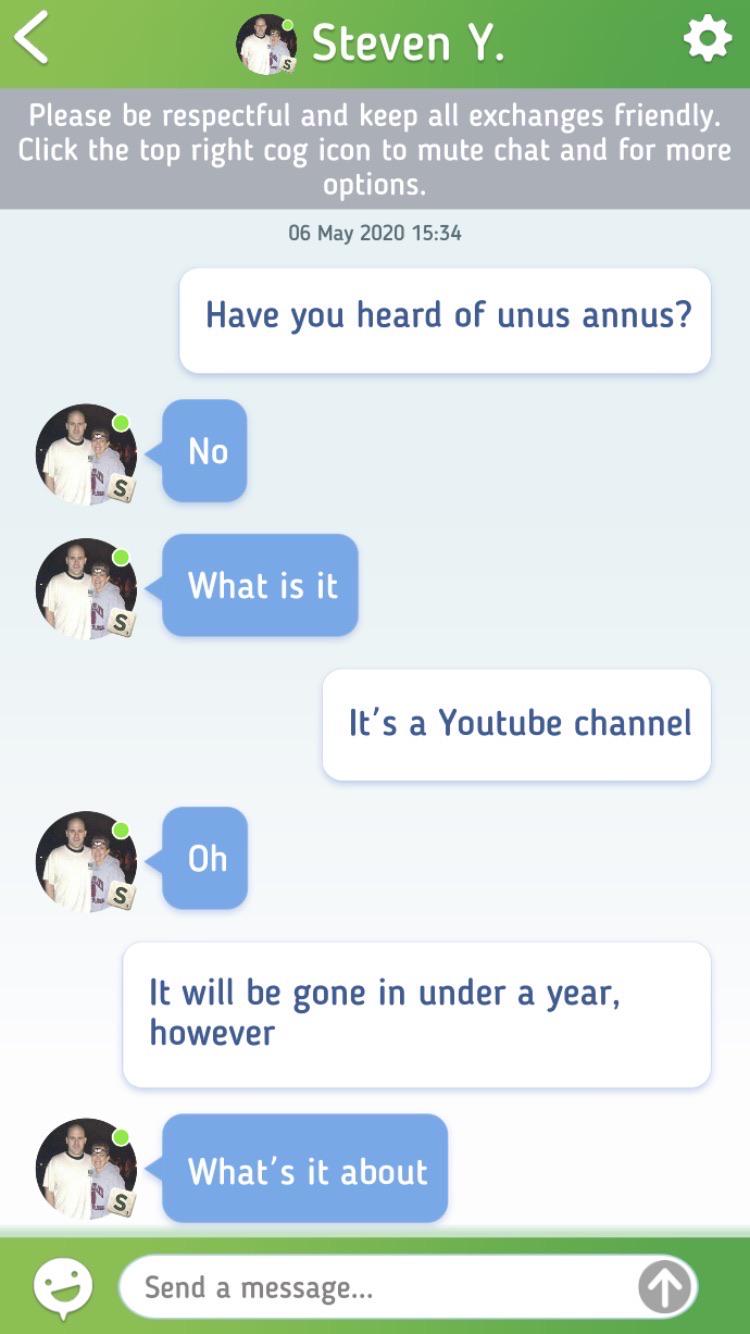 Steven Y.
Please be respectful and keep all exchanges friendly.
Click the top right cog icon to mute chat and for more
options.
06 May 2020 15:34
Have you heard of unus annus?
No
S
What is it
S
It's a Youtube channel
Oh
S
It will be gone in under a year,
however
What's it about
S
Send a message...